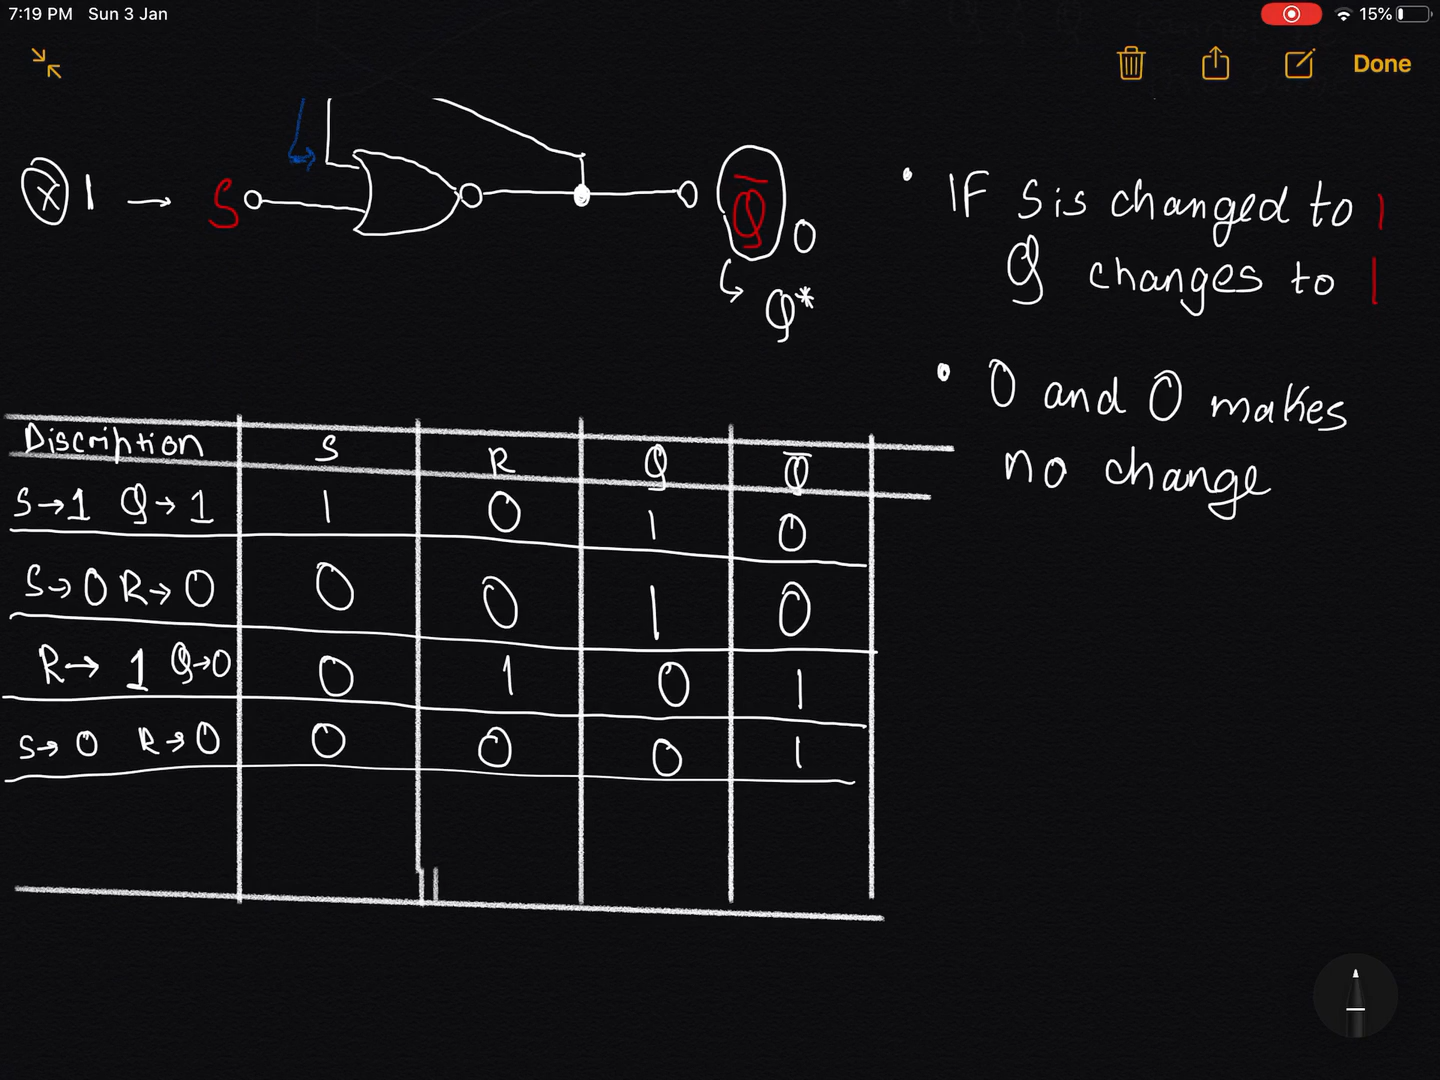 7:19 PM Sun 3 Jan
15%
Done
x 1 → S
Q̅ 0
Q*
• IF S is changed to 1
Q changes to 1
• 0 and 0 makes
no change
Discription S R Q Q̅
S→1 Q→1 1 0 1 0
S→0 R→0 0 0 1 0
R→ 1 Q→0 0 1 0 1
S→0 R→0 0 0 0 1